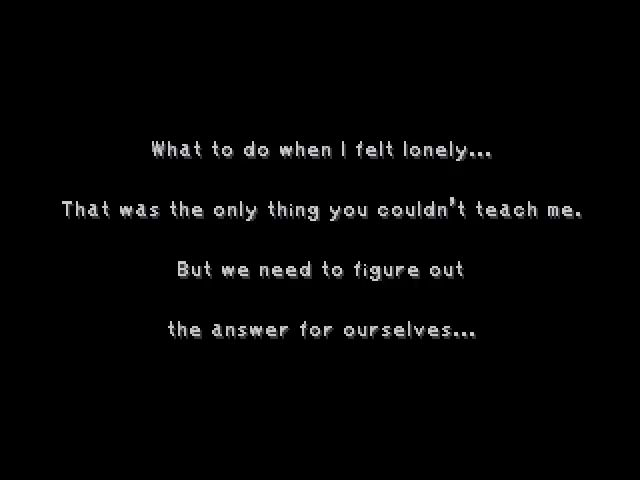 What to do when I felt lonely...
That was the only thing you couldn't teach me.
But we need to figure out
the answer for ourselves...